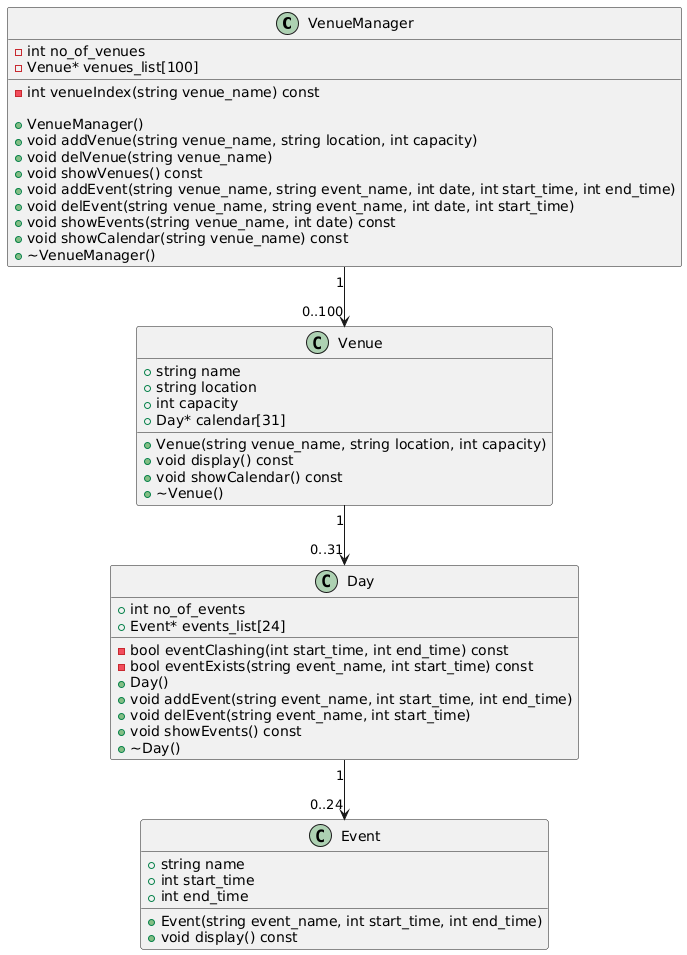 C VenueManager
int no_of_venues
Venue* venues_list[100]
int venueIndex(string venue_name) const
VenueManager()
void addVenue(string venue_name, string location, int capacity)
void delVenue(string venue_name)
void showVenues() const
void addEvent(string venue_name, string event_name, int date, int start_time, int end_time)
void delEvent(string venue_name, string event_name, int date, int start_time)
void showEvents(string venue_name, int date) const
void showCalendar(string venue_name) const
~VenueManager()
1
0..100
C Venue
string name
string location
int capacity
Day* calendar[31]
Venue(string venue_name, string location, int capacity)
void display() const
void showCalendar() const
~Venue()
1
0..31
C Day
int no_of_events
Event* events_list[24]
bool eventClashing(int start_time, int end_time) const
bool eventExists(string event_name, int start_time) const
Day()
void addEvent(string event_name, int start_time, int end_time)
void delEvent(string event_name, int start_time)
void showEvents() const
~Day()
1
0..24
C Event
string name
int start_time
int end_time
Event(string event_name, int start_time, int end_time)
void display() const